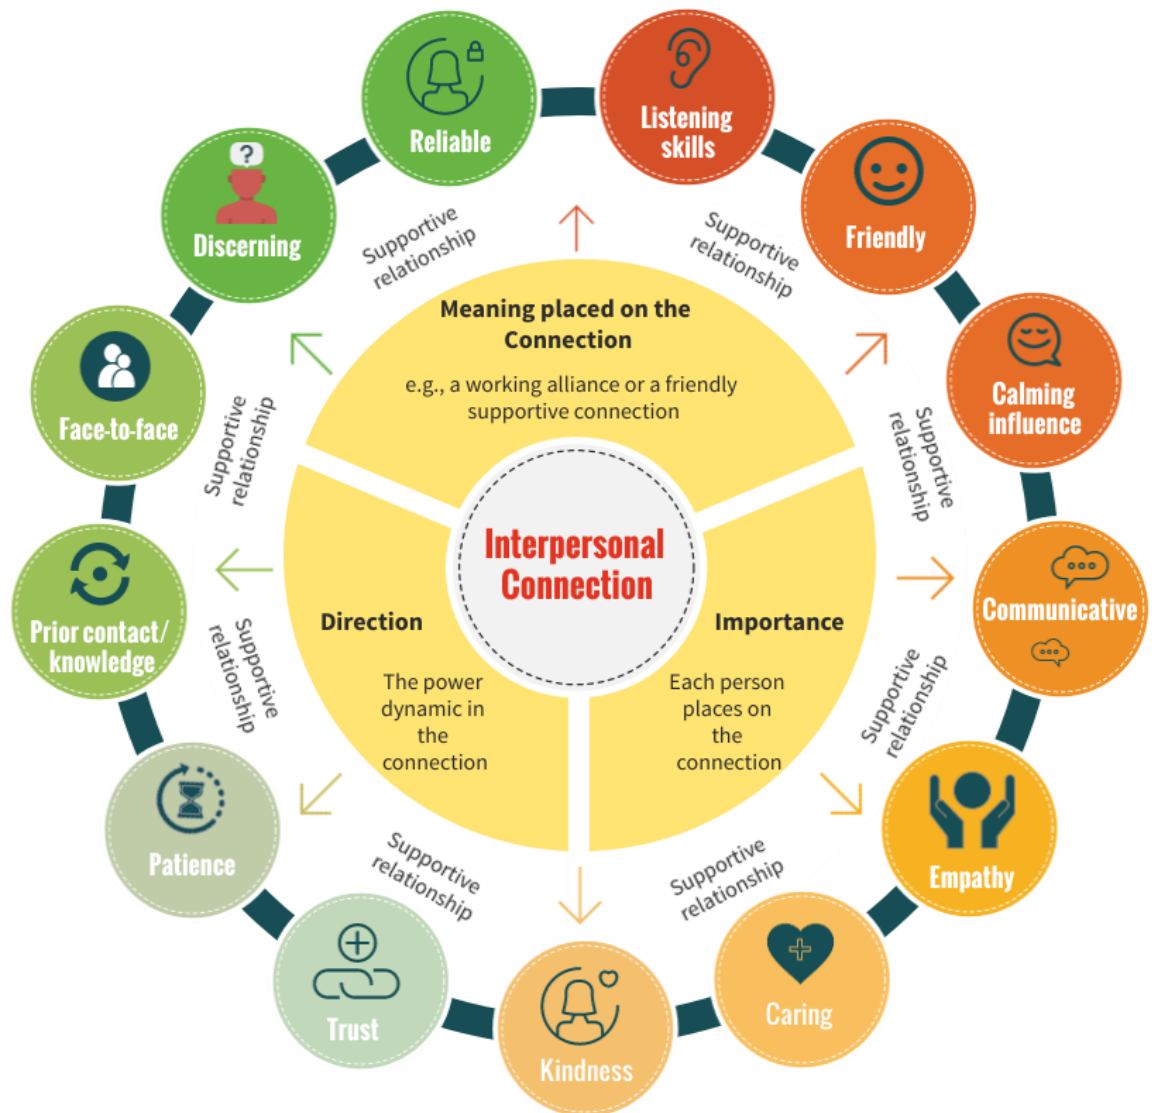 Reliable
Listening
skills
Friendly
Calming
influence
Communicative
Empathy
Caring
Kindness
Trust
Patience
Prior contact/
knowledge
Face-to-face
?
Discerning
Supportive
relationship
Supportive
relationship
Supportive
relationship
Supportive
relationship
Supportive
relationship
Supportive
relationship
Supportive
relationship
Supportive
relationship
Meaning placed on the
Connection
e.g., a working alliance or a friendly
supportive connection
Interpersonal
Connection
Direction
The power
dynamic in
the
connection
Importance
Each person
places on
the
connection